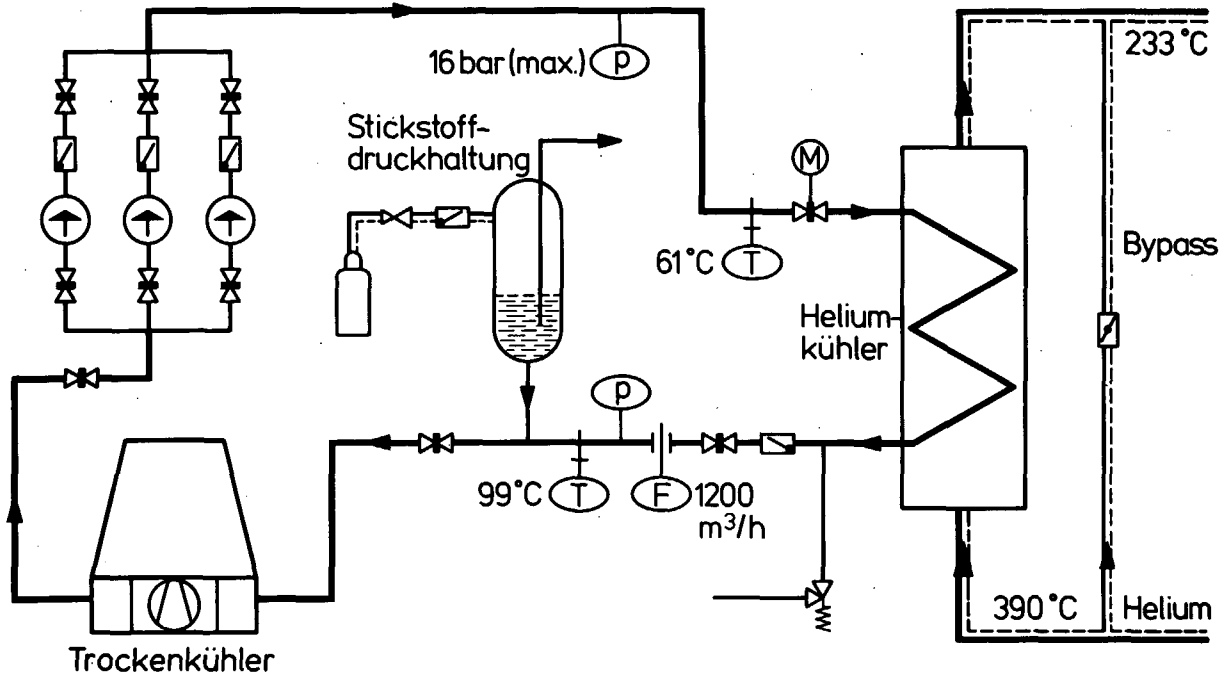 16 bar (max.)
p
233 °C
Stickstoff-
druckhaltung
M
61 °C
T
Bypass
Helium-
kühler
p
99 °C
T
F
1200
m³/h
390 °C
Helium
Trockenkühler